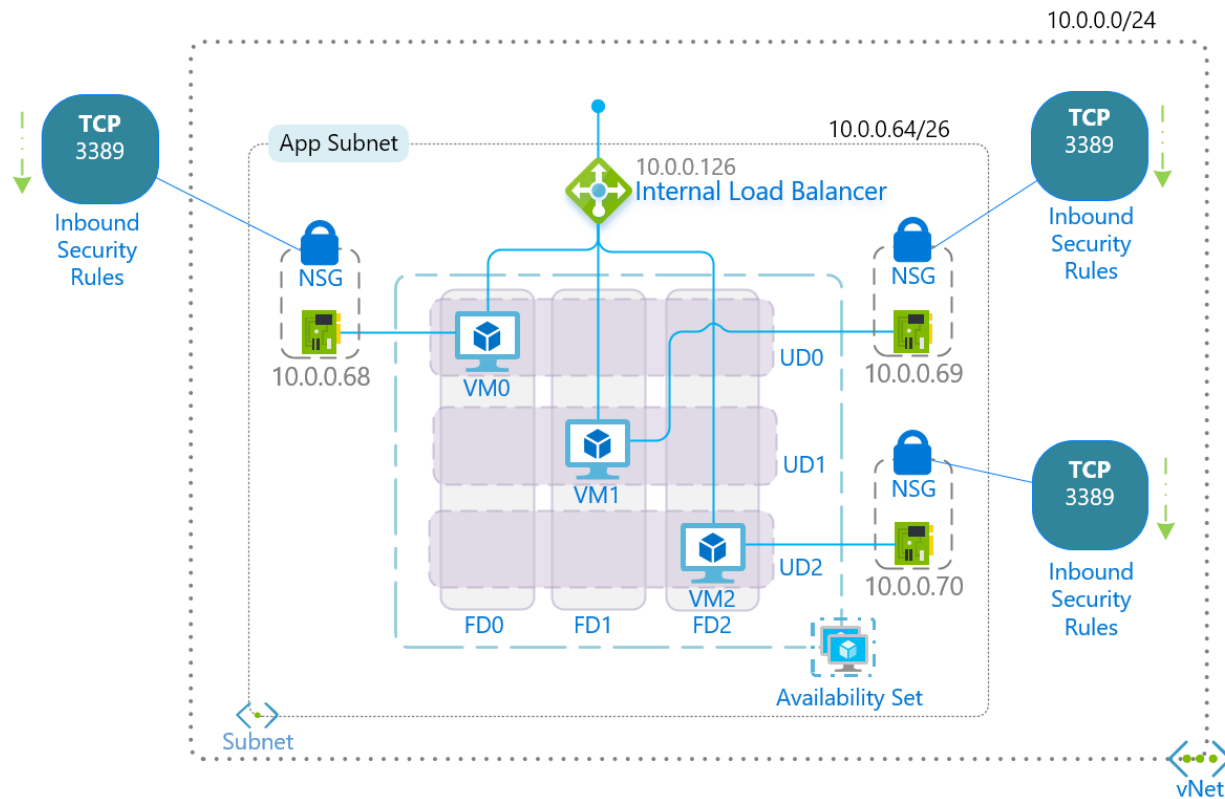 10.0.0.0/24
TCP
3389
Inbound
Security
Rules
App Subnet
10.0.0.64/26
10.0.0.126
Internal Load Balancer
TCP
3389
Inbound
Security
Rules
NSG
10.0.0.68
NSG
10.0.0.69
VM0
UD0
VM1
UD1
NSG
10.0.0.70
TCP
3389
Inbound
Security
Rules
VM2
UD2
FD0
FD1
FD2
Availability Set
Subnet
vNet